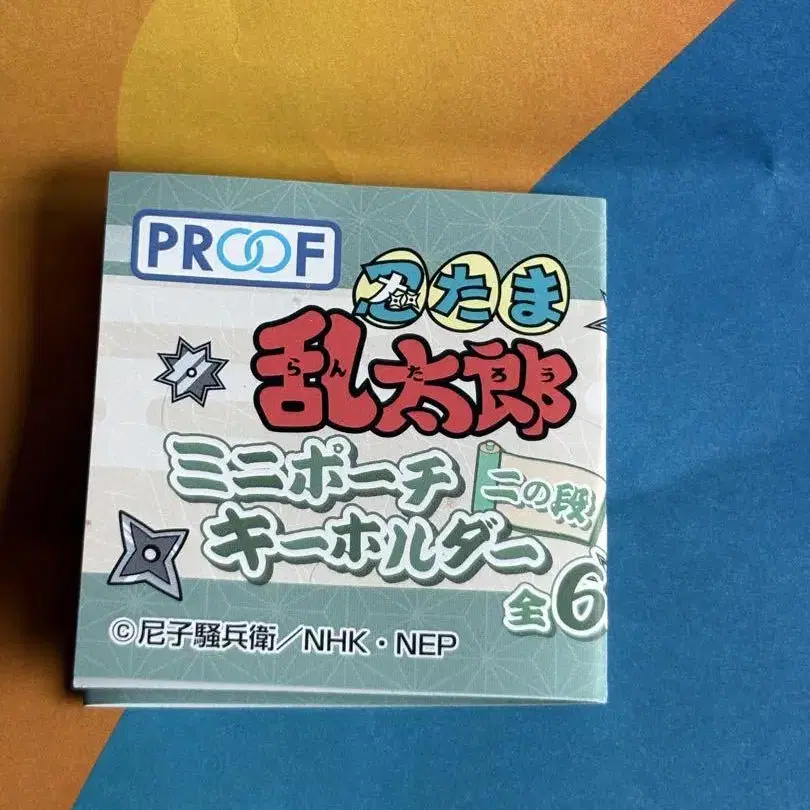 PROOF
忍たま
乱太郎
らんたろう
ミニポーチ
二の段
キーホルダー
全6
©尼子騒兵衛／NHK・NEP